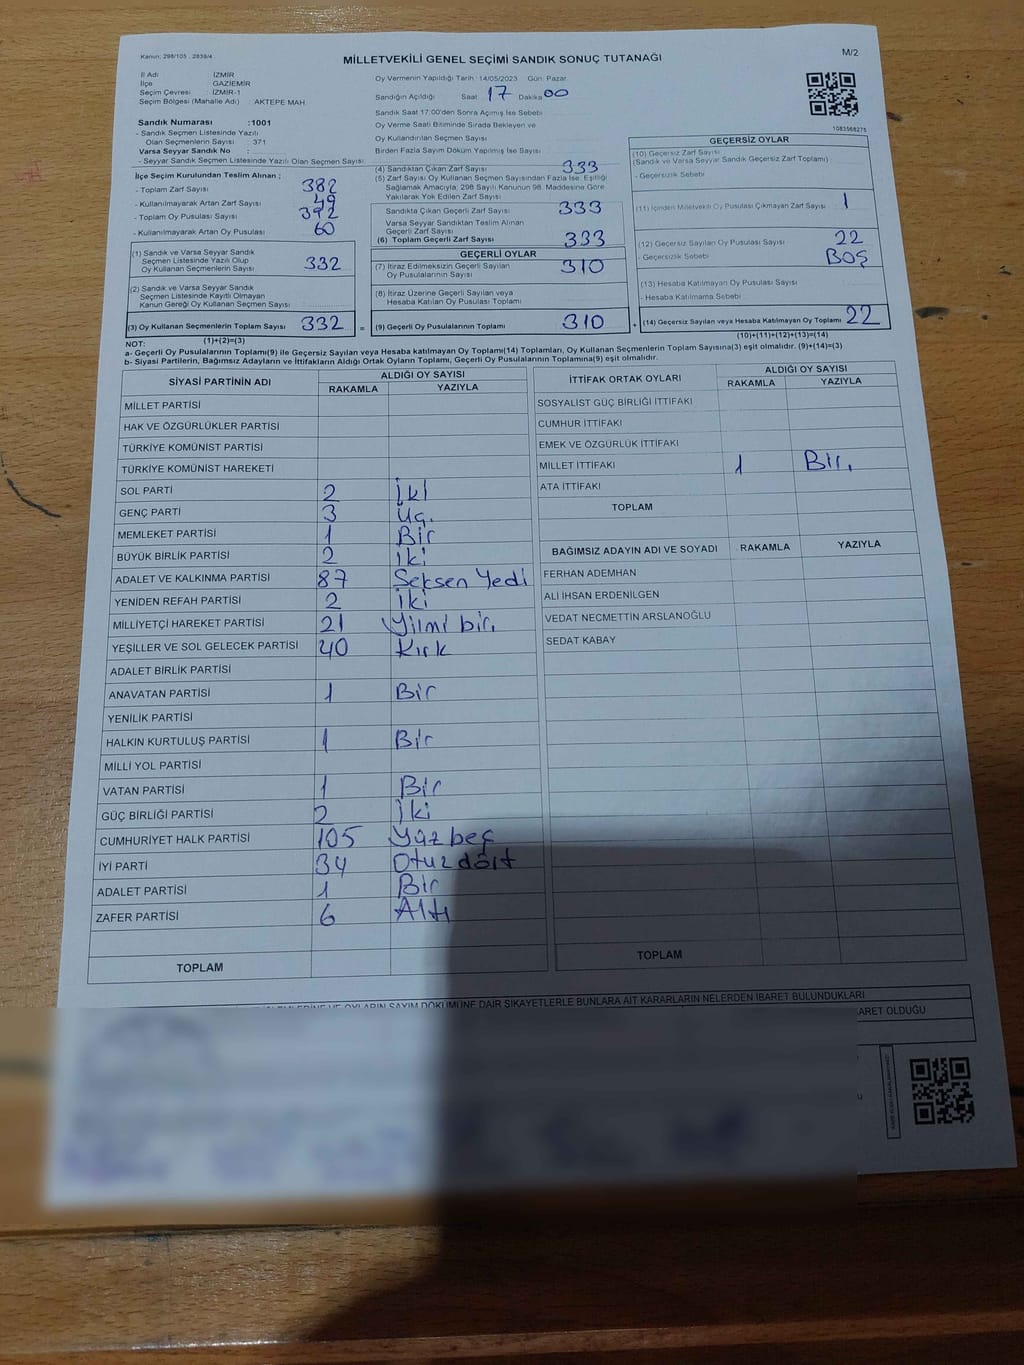 Kanun: 298/105 . 2839/4
MİLLETVEKİLİ GENEL SEÇİMİ SANDIK SONUÇ TUTANAĞI
M/2
İl Adı İZMİR
İlçe GAZİEMİR
Seçim Çevresi : İZMİR-1
Seçim Bölgesi (Mahalle Adı) AKTEPE MAH.
Sandık Numarası :1001
- Sandık Seçmen Listesinde Yazılı
Olan Seçmenlerin Sayısı 371
Varsa Seyyar Sandık No :
- Seyyar Sandık Seçmen Listesinde Yazılı Olan Seçmen Sayısı:
Oy Vermenin Yapıldığı Tarih : 14/05/2023 Gün: Pazar
Sandığın Açıldığı Saat 17 Dakika 00
Sandık Saat 17:00'den Sonra Açılmış İse Sebebi
Oy Verme Saati Bitiminde Sırada Bekleyen ve
Oy Kullandırılan Seçmen Sayısı
Birden Fazla Sayım Döküm Yapılmış İse Sayısı
1083568275
İlçe Seçim Kurulundan Teslim Alınan ;
- Toplam Zarf Sayısı 382
- Kullanılmayarak Artan Zarf Sayısı 49
- Toplam Oy Pusulası Sayısı 392
- Kullanılmayarak Artan Oy Pusulası 60
(1) Sandık ve Varsa Seyyar Sandık
Seçmen Listesinde Yazılı Olup
Oy Kullanan Seçmenlerin Sayısı 332
(2) Sandık ve Varsa Seyyar Sandık
Seçmen Listesinde Kayıtlı Olmayan
Kanun Gereği Oy Kullanan Seçmen Sayısı
(3) Oy Kullanan Seçmenlerin Toplam Sayısı 332 =
(1)+(2)=(3)
(4) Sandıktan Çıkan Zarf Sayısı 333
(5) Zarf Sayısı Oy Kullanan Seçmen Sayısından Fazla İse, Eşitliği
Sağlamak Amacıyla; 298 Sayılı Kanunun 98. Maddesine Göre
Yakılarak Yok Edilen Zarf Sayısı
Sandıkta Çıkan Geçerli Zarf Sayısı 333
Varsa Seyyar Sandıktan Teslim Alınan
Geçerli Zarf Sayısı
(6) Toplam Geçerli Zarf Sayısı 333
GEÇERLİ OYLAR
(7) İtiraz Edilmeksizin Geçerli Sayılan
Oy Pusulalarının Sayısı 310
(8) İtiraz Üzerine Geçerli Sayılan veya
Hesaba Katılan Oy Pusulası Toplamı
(9) Geçerli Oy Pusulalarının Toplamı 310 +
GEÇERSİZ OYLAR
(10) Geçersiz Zarf Sayısı
(Sandık ve Varsa Seyyar Sandık Geçersiz Zarf Toplamı)
- Geçersizlik Sebebi
(11) İçinden Milletvekili Oy Pusulası Çıkmayan Zarf Sayısı 1
(12) Geçersiz Sayılan Oy Pusulası Sayısı 22
- Geçersizlik Sebebi BOŞ
(13) Hesaba Katılmayan Oy Pusulası Sayısı
- Hesaba Katılmama Sebebi
(14) Geçersiz Sayılan veya Hesaba Katılmayan Oy Toplamı 22
(10)+(11)+(12)+(13)=(14)
NOT:
a- Geçerli Oy Pusulalarının Toplamı(9) ile Geçersiz Sayılan veya Hesaba katılmayan Oy Toplamı(14) Toplamları, Oy Kullanan Seçmenlerin Toplam Sayısına(3) eşit olmalıdır. (9)+(14)=(3)
b- Siyasi Partilerin, Bağımsız Adayların ve İttifakların Aldığı Ortak Oyların Toplamı, Geçerli Oy Pusulalarının Toplamına(9) eşit olmalıdır.
SİYASİ PARTİNİN ADI
ALDIĞI OY SAYISI
RAKAMLA YAZIYLA
MİLLET PARTİSİ
HAK VE ÖZGÜRLÜKLER PARTİSİ
TÜRKİYE KOMÜNİST PARTİSİ
TÜRKİYE KOMÜNİST HAREKETİ
SOL PARTİ 2 İki
GENÇ PARTİ 3 Üç.
MEMLEKET PARTİSİ 1 Bir
BÜYÜK BİRLİK PARTİSİ 2 iki
ADALET VE KALKINMA PARTİSİ 87 Seksen Yedi
YENİDEN REFAH PARTİSİ 2 iki
MİLLİYETÇİ HAREKET PARTİSİ 21 Yilmi bir.
YEŞİLLER VE SOL GELECEK PARTİSİ 40 Kırk
ADALET BİRLİK PARTİSİ
ANAVATAN PARTİSİ 1 Bir
YENİLİK PARTİSİ
HALKIN KURTULUŞ PARTİSİ 1 Bir
MİLLİ YOL PARTİSİ
VATAN PARTİSİ 1 Bir
GÜÇ BİRLİĞİ PARTİSİ 2 İki
CUMHURİYET HALK PARTİSİ 105 Yüz beş
İYİ PARTİ 34 Otuz dört
ADALET PARTİSİ 1 Bir
ZAFER PARTİSİ 6 Altı
TOPLAM
İTTİFAK ORTAK OYLARI
ALDIĞI OY SAYISI
RAKAMLA YAZIYLA
SOSYALİST GÜÇ BİRLİĞİ İTTİFAKI
CUMHUR İTTİFAKI
EMEK VE ÖZGÜRLÜK İTTİFAKI
MİLLET İTTİFAKI 1 Bir.
ATA İTTİFAKI
TOPLAM
BAĞIMSIZ ADAYIN ADI VE SOYADI RAKAMLA YAZIYLA
FERHAN ADEMHAN
ALİ İHSAN ERDENİLGEN
VEDAT NECMETTİN ARSLANOĞLU
SEDAT KABAY
TOPLAM
OYLARIN SAYIM DÖKÜMÜNE DAİR ŞİKAYETLERLE BUNLARA AİT KARARLARIN NELERDEN İBARET BULUNDUKLARI
OLDUĞU